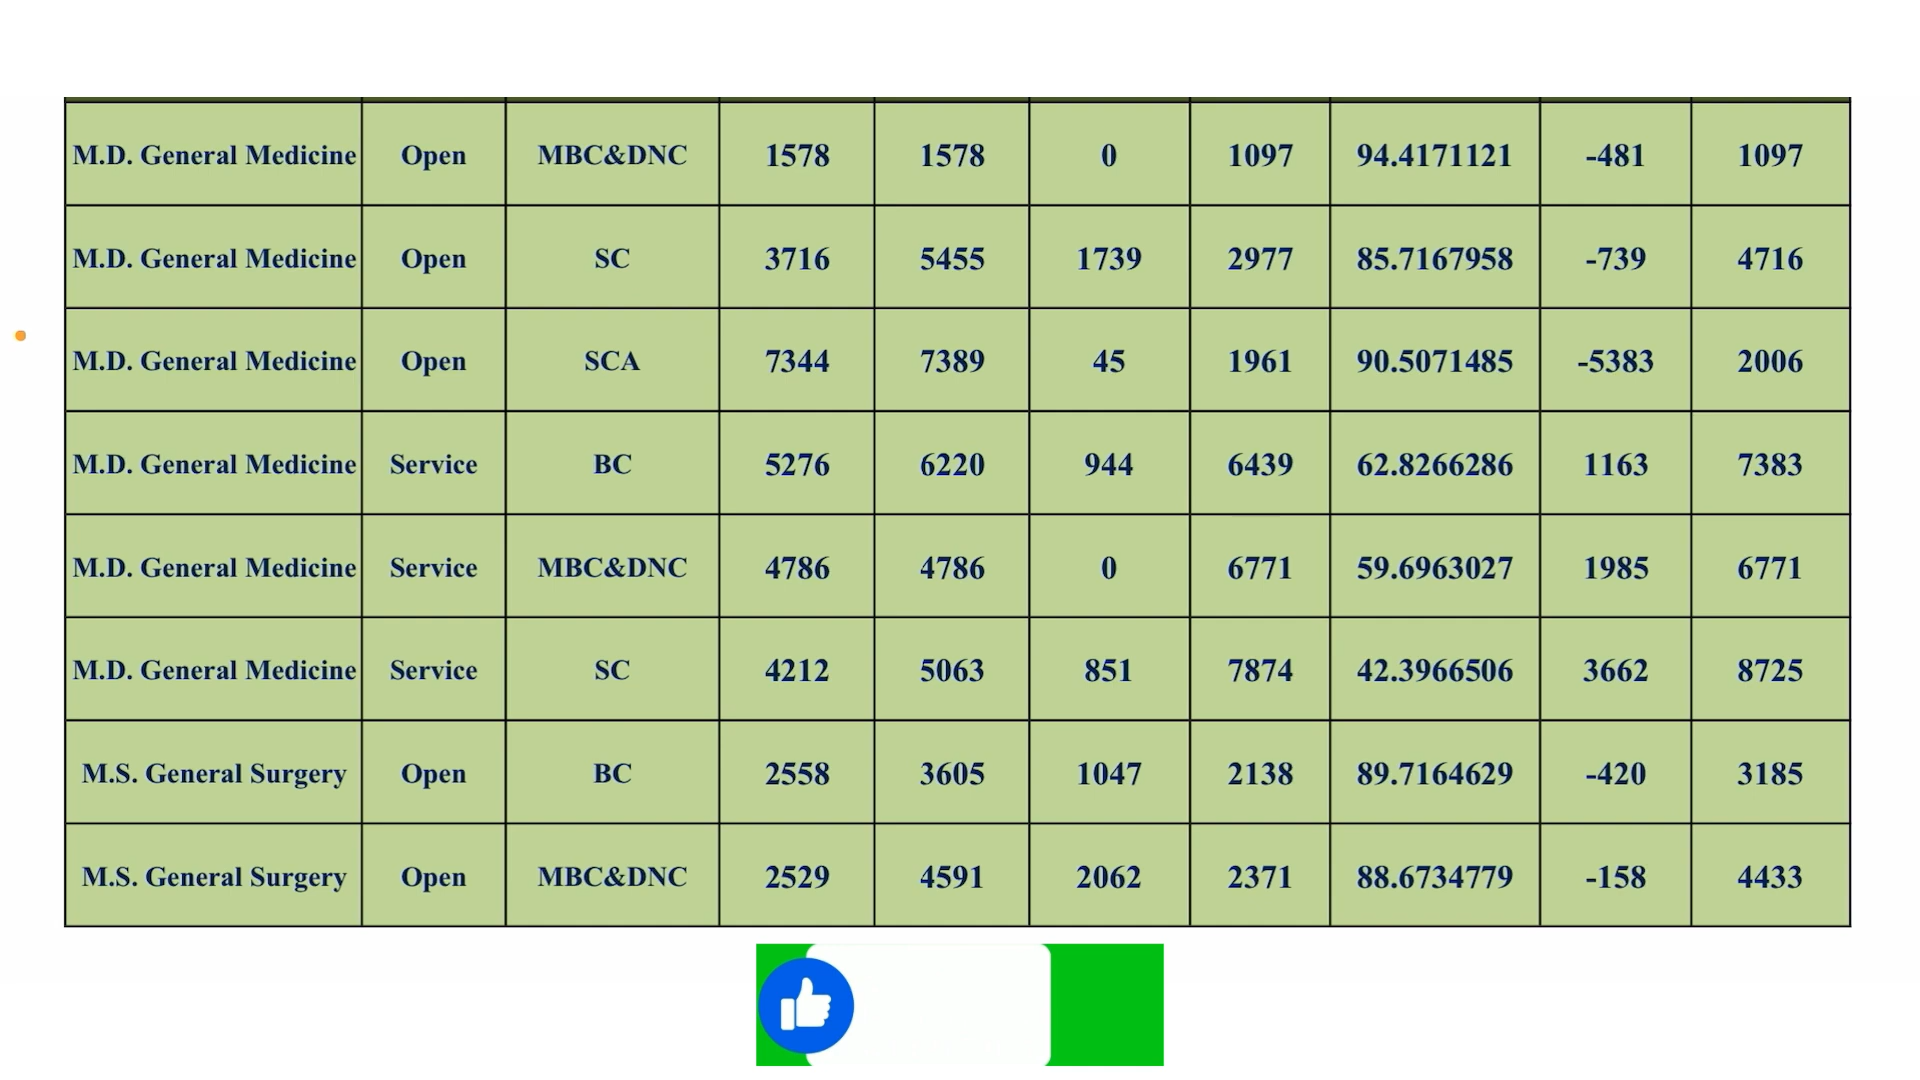 M.D. General Medicine Open MBC&DNC 1578 1578 0 1097 94.4171121 -481 1097
M.D. General Medicine Open SC 3716 5455 1739 2977 85.7167958 -739 4716
M.D. General Medicine Open SCA 7344 7389 45 1961 90.5071485 -5383 2006
M.D. General Medicine Service BC 5276 6220 944 6439 62.8266286 1163 7383
M.D. General Medicine Service MBC&DNC 4786 4786 0 6771 59.6963027 1985 6771
M.D. General Medicine Service SC 4212 5063 851 7874 42.3966506 3662 8725
M.S. General Surgery Open BC 2558 3605 1047 2138 89.7164629 -420 3185
M.S. General Surgery Open MBC&DNC 2529 4591 2062 2371 88.6734779 -158 4433